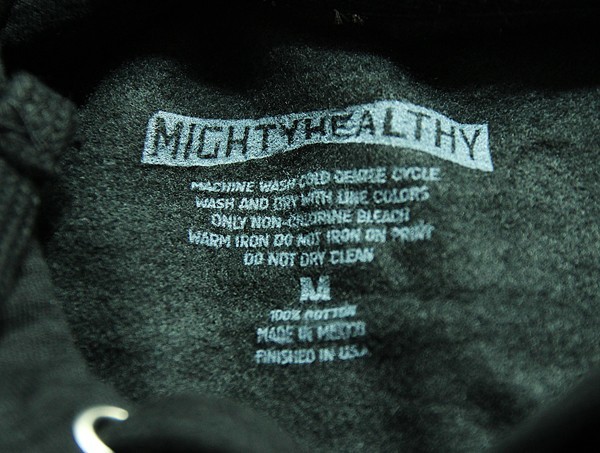 MIGHTYHEALTHY
MACHINE WASH COLD GENTLE CYCLE
WASH AND DRY WITH LIKE COLORS
ONLY NON-CHLORINE BLEACH
WARM IRON DO NOT IRON ON PRINT
DO NOT DRY CLEAN
M
100% COTTON
MADE IN MEXICO
FINISHED IN USA